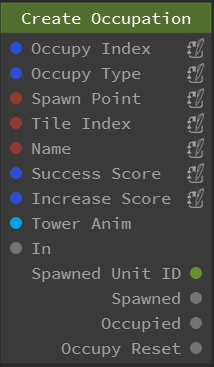 Create Occupation
Occupy Index
Occupy Type
Spawn Point
Tile Index
Name
Success Score
Increase Score
Tower Anim
In
Spawned Unit ID
Spawned
Occupied
Occupy Reset